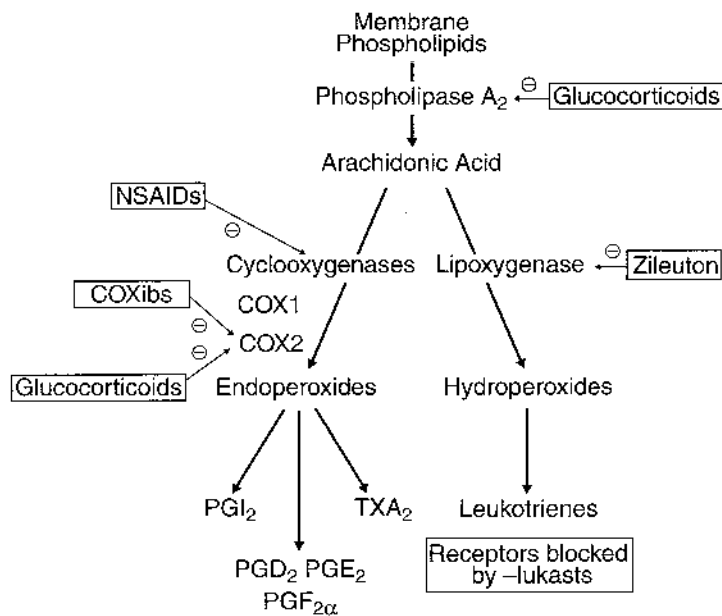 Membrane
Phospholipids
Phospholipase A₂
⊖
Glucocorticoids
Arachidonic Acid
NSAIDs
⊖
Cyclooxygenases
Lipoxygenase
⊖
Zileuton
COXibs
COX1
⊖
COX2
⊖
Glucocorticoids
Endoperoxides
Hydroperoxides
PGI₂
TXA₂
Leukotrienes
PGD₂ PGE₂
PGF₂α
Receptors blocked
by –lukasts